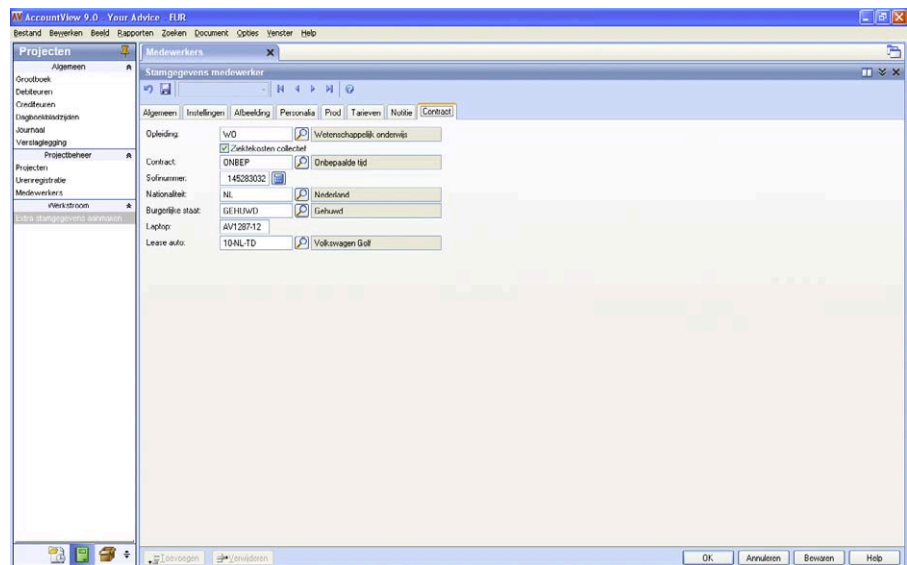 AccountView 9.0 - Your Advice - EUR
Bestand Bewerken Beeld Rapporten Zoeken Document Opties Venster Help
Projecten
Algemeen
Grootboek
Debiteuren
Crediteuren
Dagboekbladzijden
Journaal
Verslaglegging
Projectbeheer
Projecten
Urenregistratie
Medewerkers
Werkstroom
Extra stamgegevens aanmaken
Medewerkers
Stamgegevens medewerker
Algemeen Instellingen Afbeelding Personalia Prod Tarieven Notitie Contract
Opleiding: WO Wetenschappelijk onderwijs
Ziektekosten collectief
Contract: ONBEP Onbepaalde tijd
Sofinummer: 145283032
Nationaliteit: NL Nederland
Burgerlijke staat: GEHUWD Gehuwd
Laptop: AV1287-12
Lease auto: 10-NL-TD Volkswagen Golf
Toevoegen Verwijderen OK Annuleren Bewaren Help